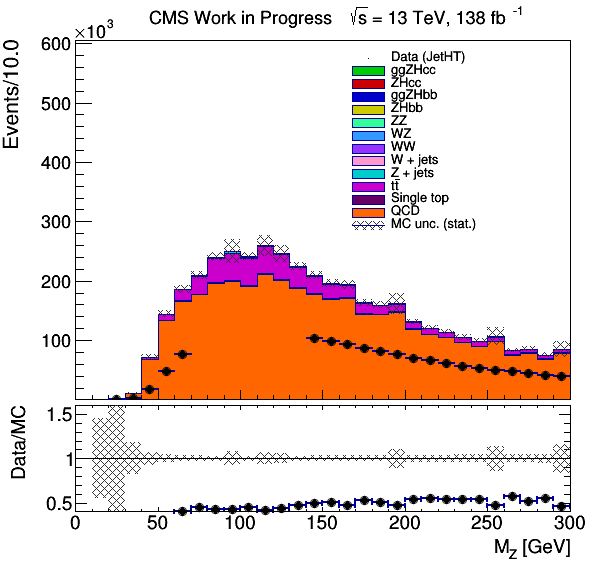 CMS Work in Progress √s = 13 TeV, 138 fb -1
×10³
Events/10.0
600
500
400
300
200
100
Data (JetHT)
ggZHcc
ZHcc
ggZHbb
ZHbb
ZZ
WZ
WW
W + jets
Z + jets
tt̄
Single top
QCD
MC unc. (stat.)
Data/MC
1.5
1
0.5
0 50 100 150 200 250 300
M_Z [GeV]